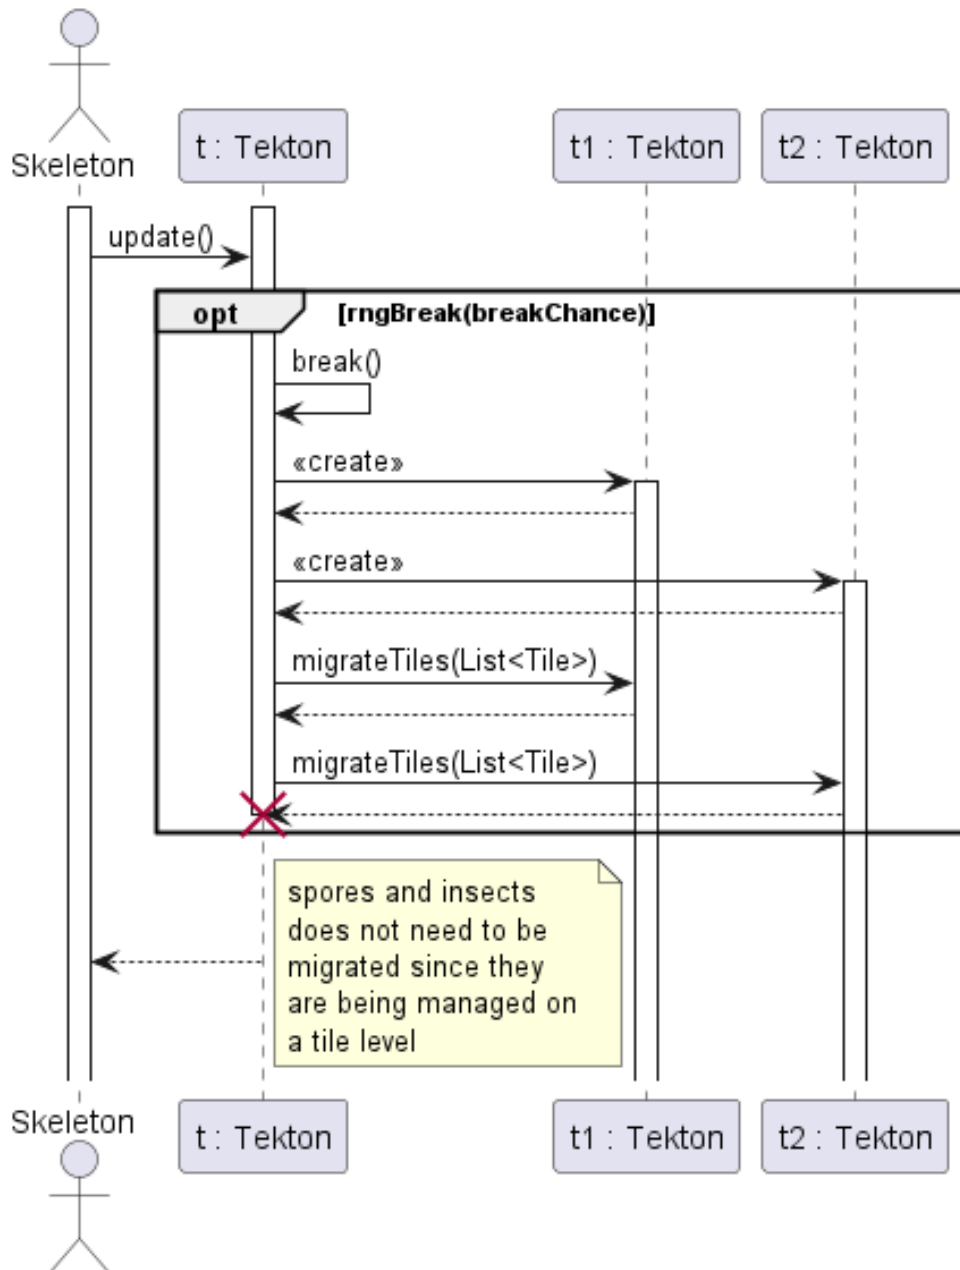 Skeleton
t : Tekton
t1 : Tekton
t2 : Tekton
update()
opt
[rngBreak(breakChance)]
break()
«create»
«create»
migrateTiles(List<Tile>)
migrateTiles(List<Tile>)
spores and insects
does not need to be
migrated since they
are being managed on
a tile level
Skeleton
t : Tekton
t1 : Tekton
t2 : Tekton